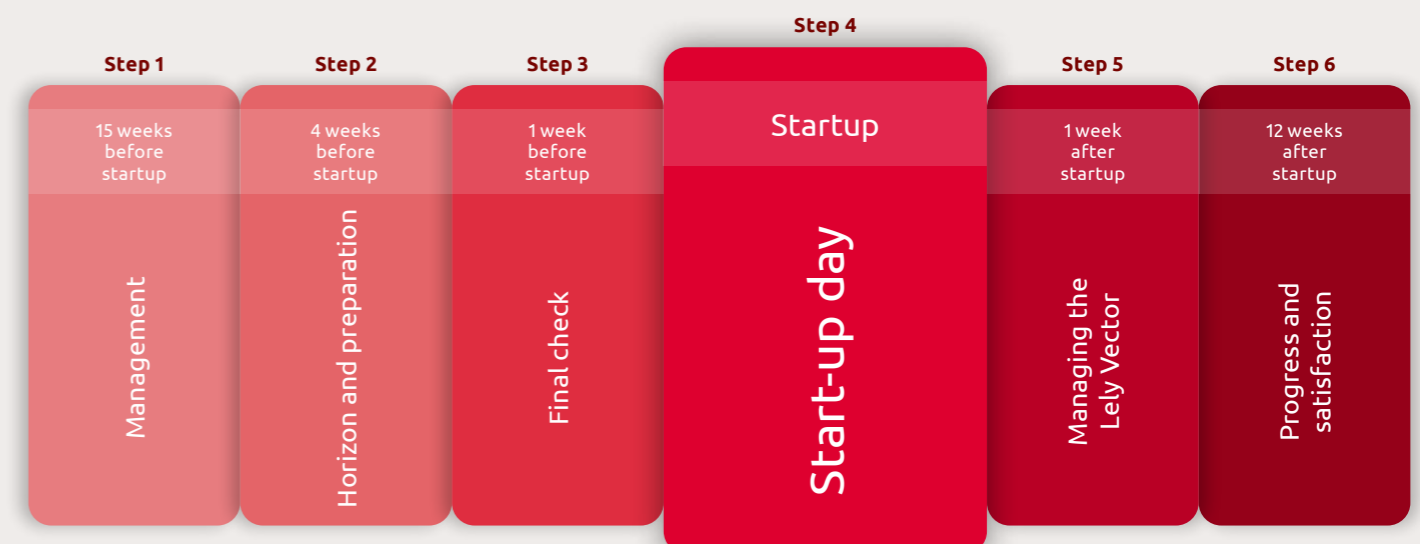 Step 1
15 weeks
before
startup
Management
Step 2
4 weeks
before
startup
Horizon and preparation
Step 3
1 week
before
startup
Final check
Step 4
Startup
Start-up day
Step 5
1 week
after
startup
Managing the
Lely Vector
Step 6
12 weeks
after
startup
Progress and
satisfaction